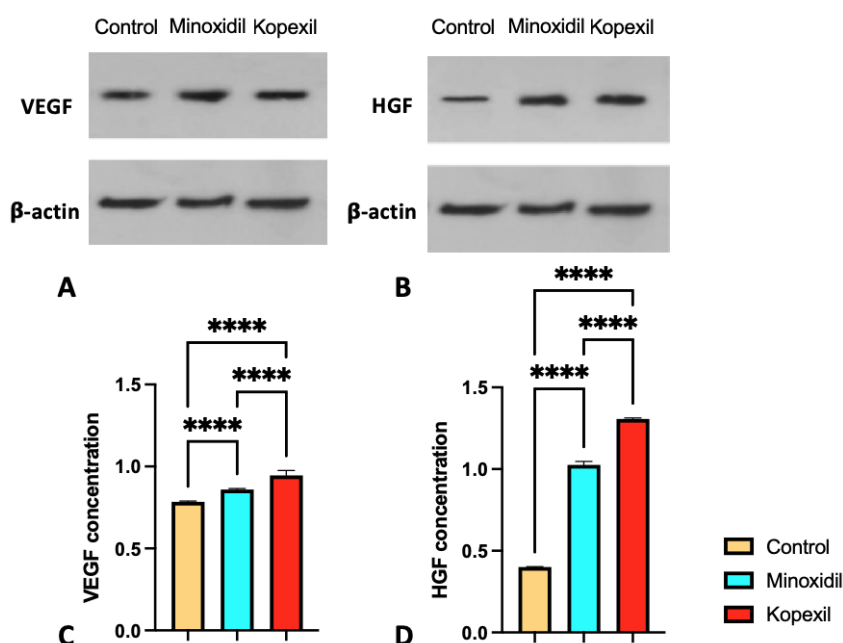 Control Minoxidil Kopexil
VEGF
β-actin
A
Control Minoxidil Kopexil
HGF
β-actin
B
****
****
****
VEGF concentration
1.5
1.0
0.5
0.0
C
****
****
****
HGF concentration
1.5
1.0
0.5
0.0
D
Control
Minoxidil
Kopexil